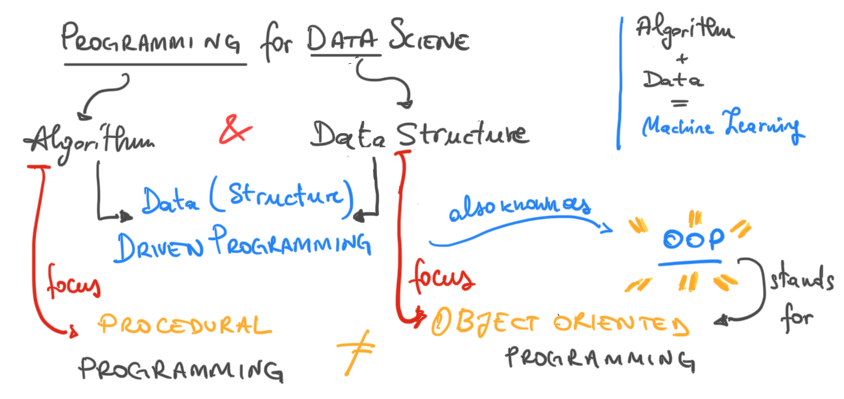 PROGRAMMING for DATA SCIENE
Algorithm
+
Data
=
Machine Learning
Algorithm & Data Structure
Data (Structure)
DRIVEN PROGRAMMING
also known as
OOP
focus
focus
stands
for
PROCEDURAL
PROGRAMMING
≠
OBJECT ORIENTED
PROGRAMMING